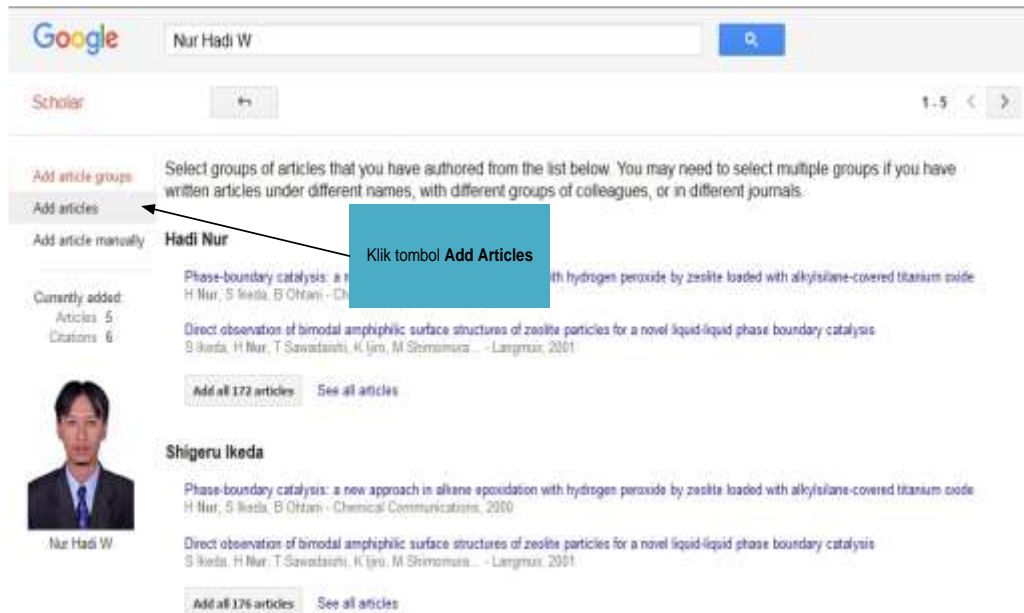 Google
Nur Hadi W
Scholar
1 - 5
Add article groups
Add articles
Add article manually
Select groups of articles that you have authored from the list below. You may need to select multiple groups if you have
written articles under different names, with different groups of colleagues, or in different journals.
Klik tombol Add Articles
Hadi Nur
Phase-boundary catalysis: a n
ith hydrogen peroxide by zeolite loaded with alkylsilane-covered titanium oxide
H Nur, S Ikeda, B Ohtani - Ch
Direct observation of bimodal amphiphilic surface structures of zeolite particles for a novel liquid-liquid phase boundary catalysis
S Ikeda, H Nur, T Sawadaishi, K Ijiro, M Shimomura... - Langmuir, 2001
Add all 172 articles See all articles
Currently added:
Articles 5
Citations 6
Nur Hadi W
Shigeru Ikeda
Phase-boundary catalysis: a new approach in alkene epoxidation with hydrogen peroxide by zeolite loaded with alkylsilane-covered titanium oxide
H Nur, S Ikeda, B Ohtani - Chemical Communications, 2000
Direct observation of bimodal amphiphilic surface structures of zeolite particles for a novel liquid-liquid phase boundary catalysis
S Ikeda, H Nur, T Sawadaishi, K Ijiro, M Shimomura... - Langmuir, 2001
Add all 176 articles See all articles